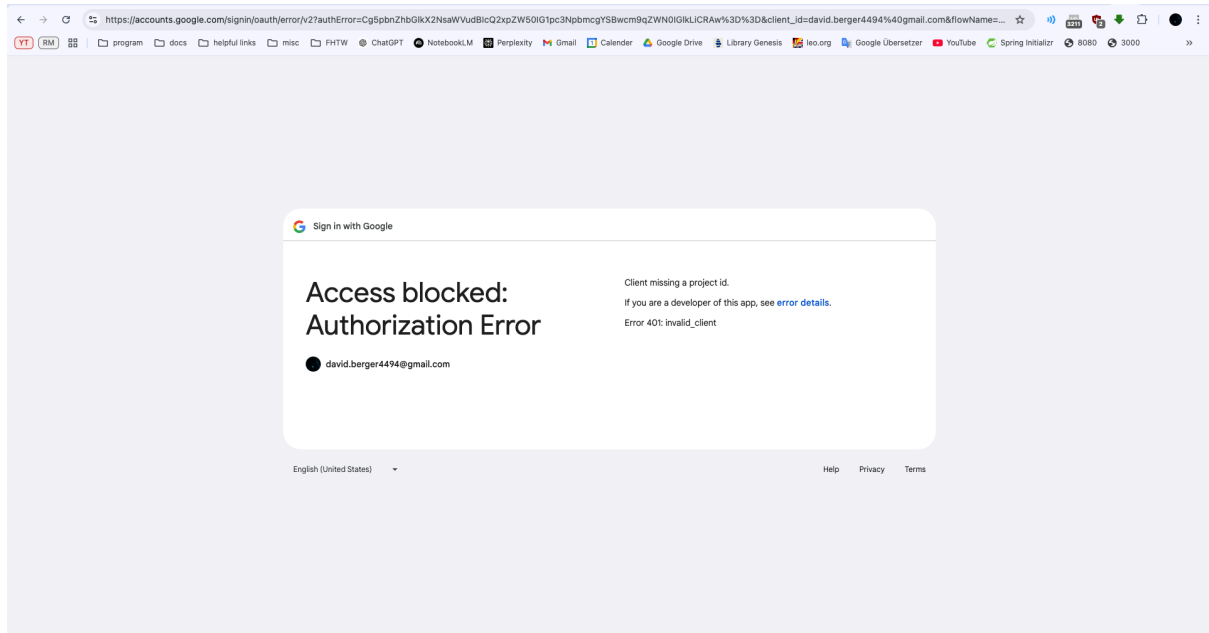 https://accounts.google.com/signin/oauth/error/v2?authError=Cg5pbnZhbGlkX2NsaWVudBIcQ2xpZW50IG1pc3NpbmcgYSBwcm9qZWN0IGlkLiCRAw%3D%3D&client_id=david.berger4494%40gmail.com&flowName=...
3211 2
YT RM program docs helpful links misc FHTW ChatGPT NotebookLM Perplexity Gmail Calender Google Drive Library Genesis leo.org Google Übersetzer YouTube Spring Initializr 8080 3000 »
Sign in with Google
Access blocked:
Authorization Error
david.berger4494@gmail.com
Client missing a project id.
If you are a developer of this app, see error details.
Error 401: invalid_client
English (United States)
Help Privacy Terms